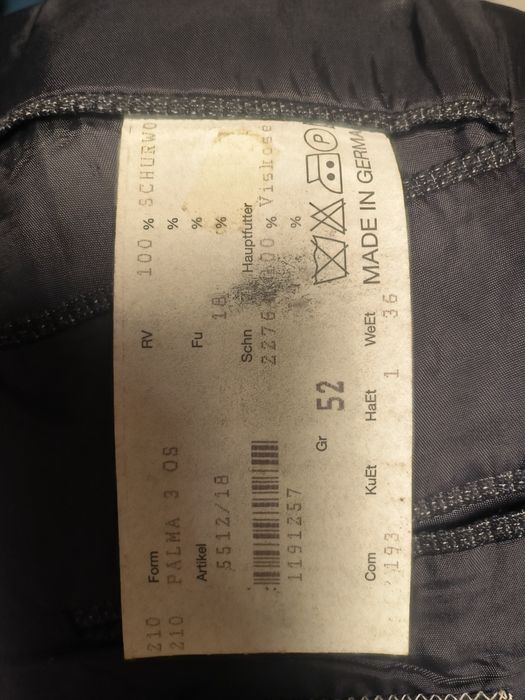 210 Form RV 100 % SCHURWO
210 PALMA 3 OS %
Artikel Fu %
5512/18 18 %
Schn Hauptfutter
2276 % Viskose
1191257 %
Gr 52 P
Com KuEt HaEt WeEt MADE IN GERMA
193 1 36